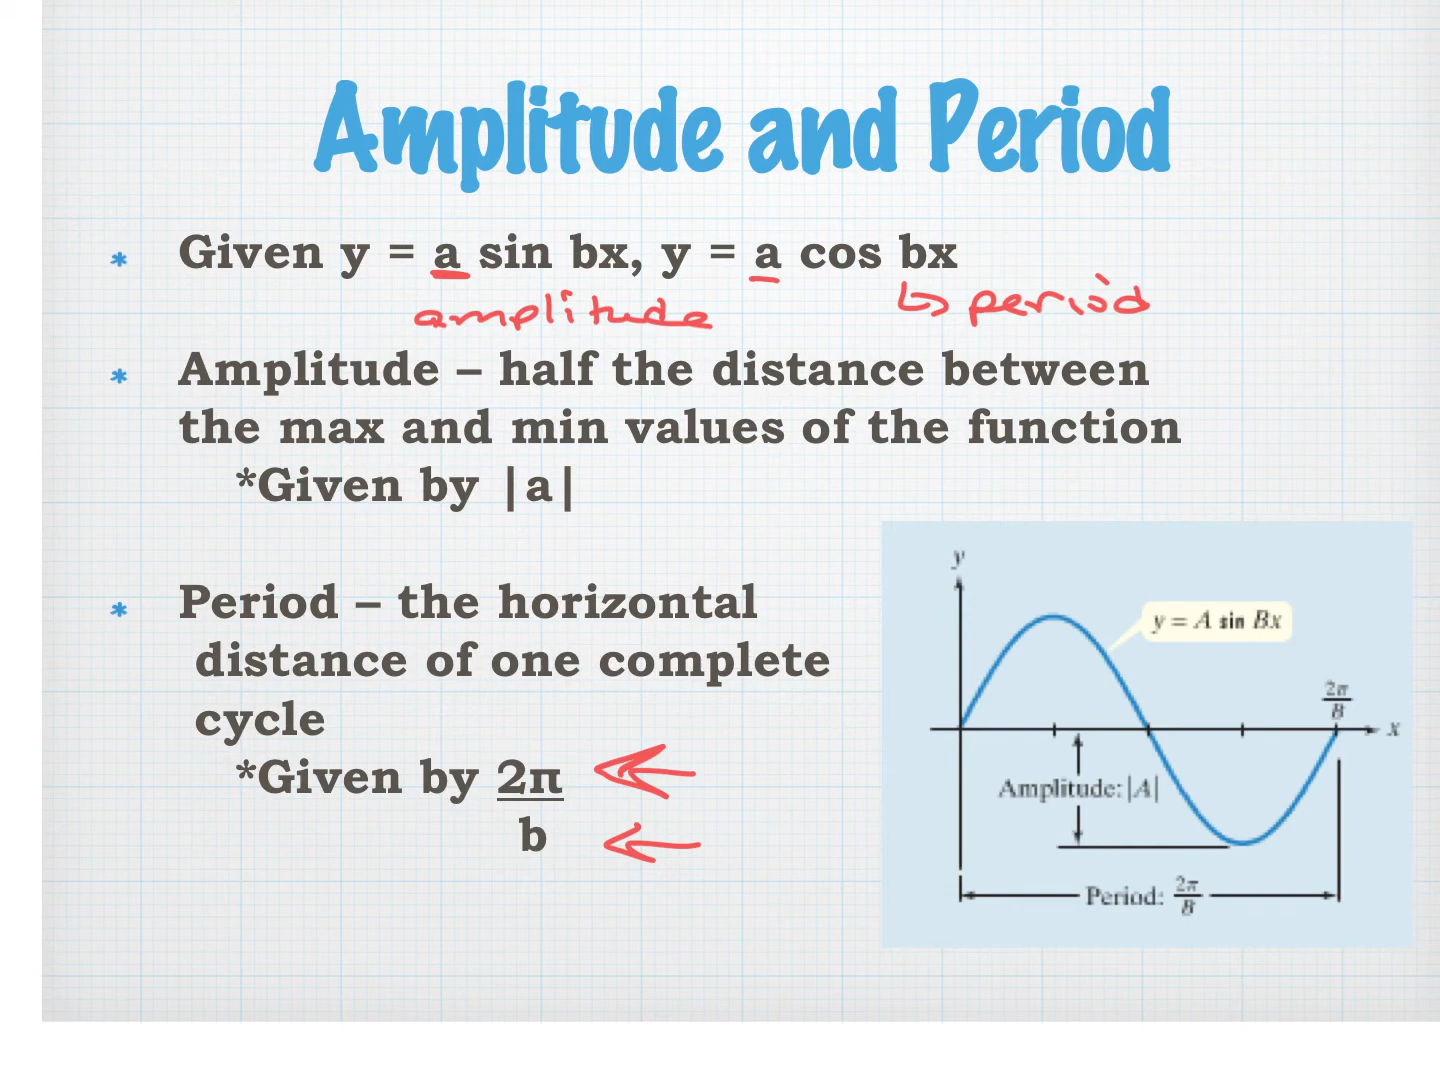 Amplitude and Period
* Given y = a sin bx, y = a cos bx
amplitude
↳ period
* Amplitude – half the distance between
the max and min values of the function
*Given by |a|
* Period – the horizontal
distance of one complete
cycle
*Given by 2π
b
y
y = A sin Bx
2π
B
x
Amplitude: |A|
Period: 2π/B